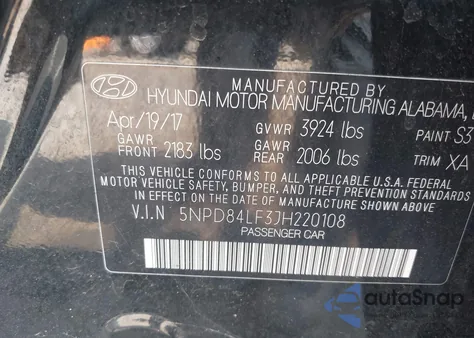 MANUFACTURED BY
HYUNDAI MOTOR MANUFACTURING ALABAMA,
Apr/19/17 GVWR 3924 lbs PAINT S3
GAWR FRONT 2183 lbs GAWR REAR 2006 lbs TRIM XA
THIS VEHICLE CONFORMS TO ALL APPLICABLE U.S.A. FEDERAL
MOTOR VEHICLE SAFETY, BUMPER, AND THEFT PREVENTION STANDARDS
IN EFFECT ON THE DATE OF MANUFACTURE SHOWN ABOVE.
V.I.N 5NPD84LF3JH220108
PASSENGER CAR
autoSnap